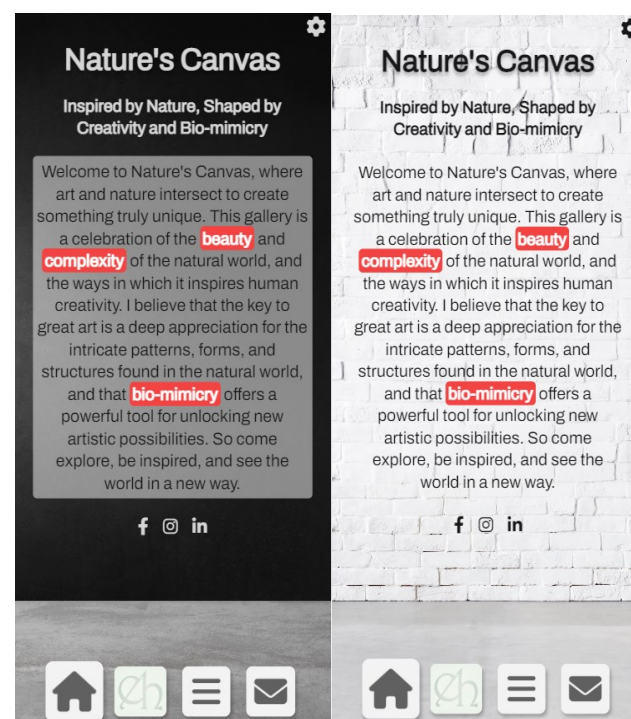 Nature's Canvas
Inspired by Nature, Shaped by
Creativity and Bio-mimicry
Welcome to Nature's Canvas, where
art and nature intersect to create
something truly unique. This gallery is
a celebration of the beauty and
complexity of the natural world, and
the ways in which it inspires human
creativity. I believe that the key to
great art is a deep appreciation for the
intricate patterns, forms, and
structures found in the natural world,
and that bio-mimicry offers a
powerful tool for unlocking new
artistic possibilities. So come
explore, be inspired, and see the
world in a new way.
f in
Nature's Canvas
Inspired by Nature, Shaped by
Creativity and Bio-mimicry
Welcome to Nature's Canvas, where
art and nature intersect to create
something truly unique. This gallery is
a celebration of the beauty and
complexity of the natural world, and
the ways in which it inspires human
creativity. I believe that the key to
great art is a deep appreciation for the
intricate patterns, forms, and
structures found in the natural world,
and that bio-mimicry offers a
powerful tool for unlocking new
artistic possibilities. So come
explore, be inspired, and see the
world in a new way.
f in